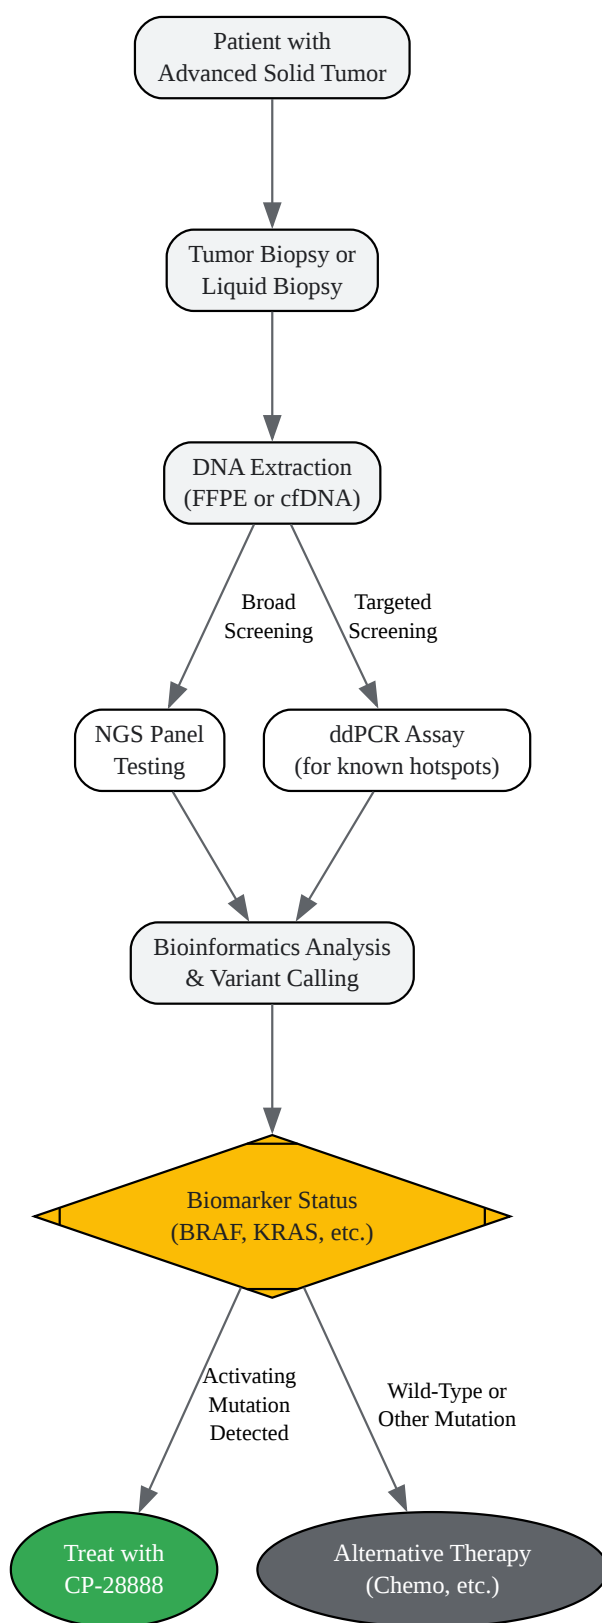 Patient with
Advanced Solid Tumor
Tumor Biopsy or
Liquid Biopsy
DNA Extraction
(FFPE or cfDNA)
Broad
Screening
Targeted
Screening
NGS Panel
Testing
ddPCR Assay
(for known hotspots)
Bioinformatics Analysis
& Variant Calling
Biomarker Status
(BRAF, KRAS, etc.)
Activating
Mutation
Detected
Wild-Type or
Other Mutation
Treat with
CP-28888
Alternative Therapy
(Chemo, etc.)